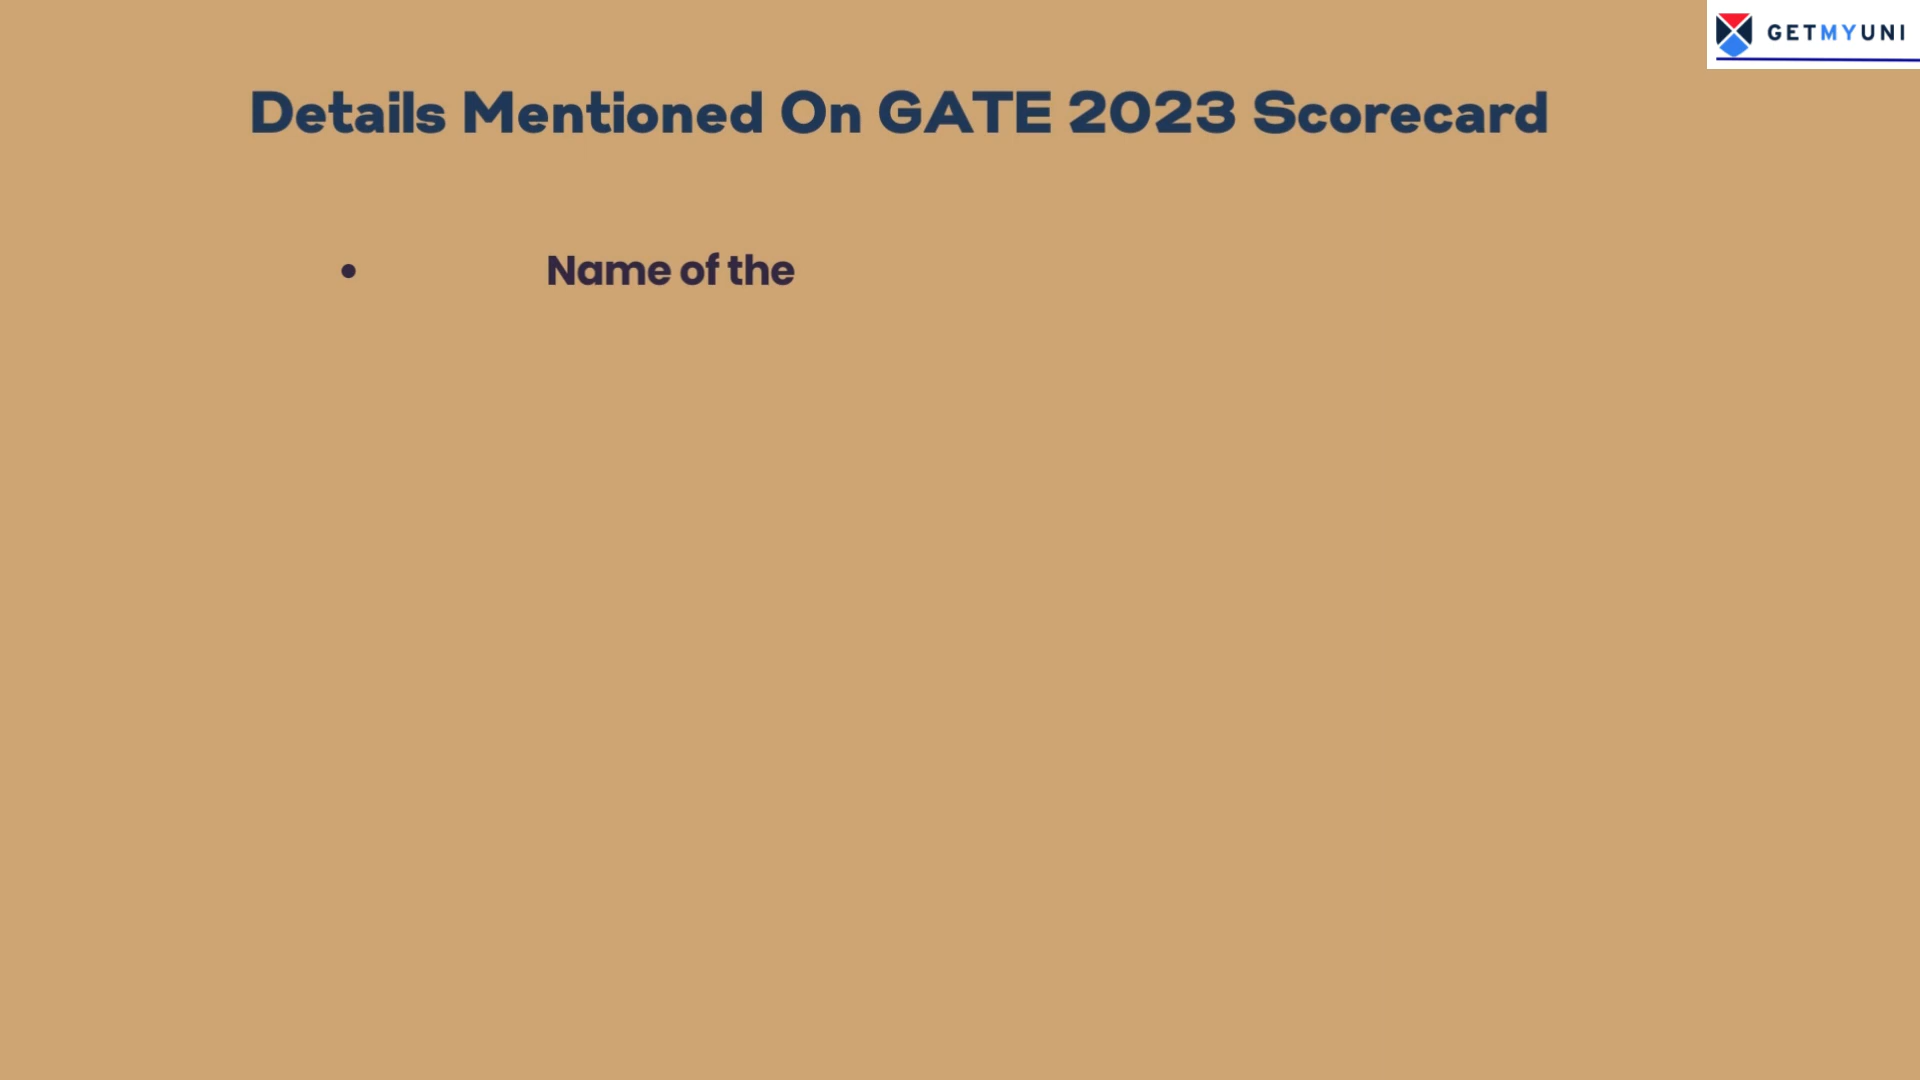 GETMYUNI
Details Mentioned On GATE 2023 Scorecard
• Name of the